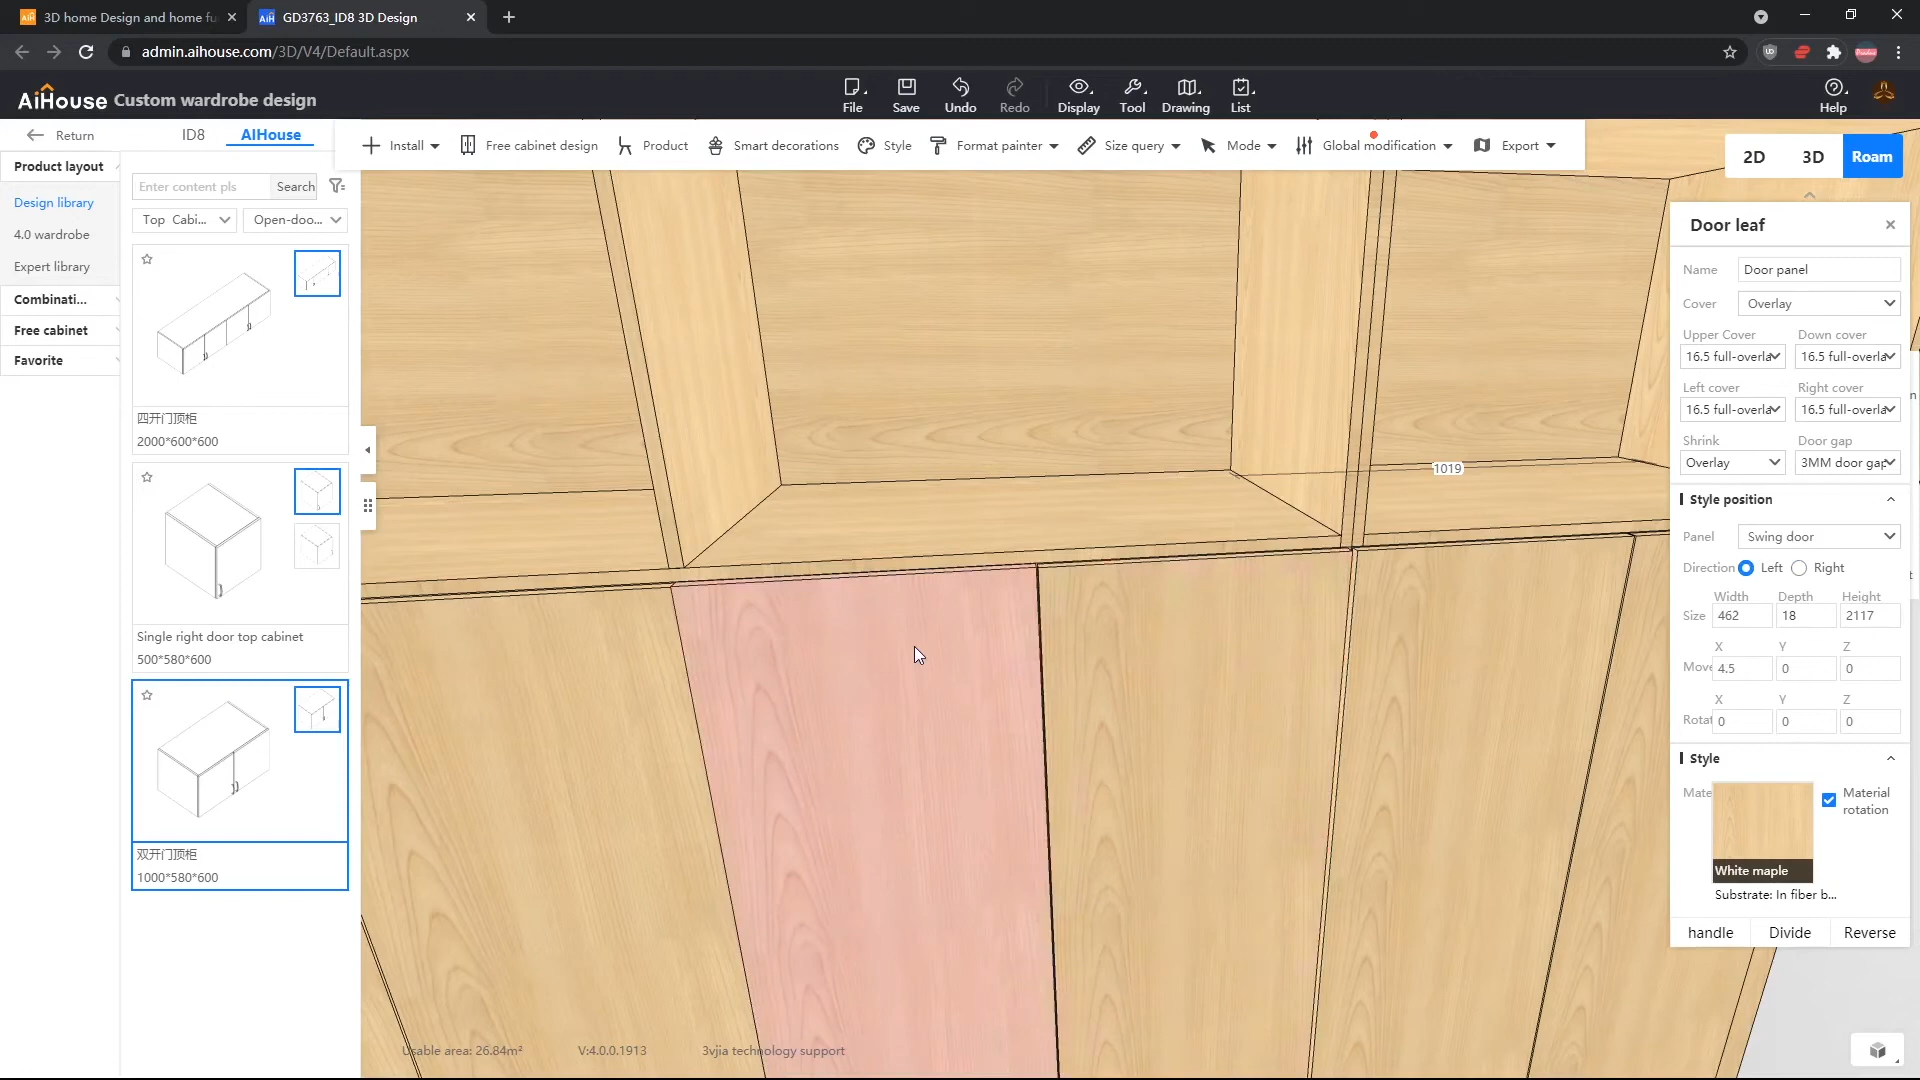 3D home Design and home fu
GD3763_ID8 3D Design
admin.aihouse.com/3D/V4/Default.aspx
AiHouse Custom wardrobe design
File
Save
Undo
Redo
Display
Tool
Drawing
List
Help
Return
ID8
AIHouse
Install
Free cabinet design
Product
Smart decorations
Style
Format painter
Size query
Mode
Global modification
Export
2D
3D
Roam
Product layout
Design library
4.0 wardrobe
Expert library
Combinati...
Free cabinet
Favorite
Enter content pls
Search
Top Cabi...
Open-doo...
四开门顶柜
2000*600*600
Single right door top cabinet
500*580*600
双开门顶柜
1000*580*600
1019
Usable area: 26.84m²
V:4.0.0.1913
3vjia technology support
Door leaf
Name
Door panel
Cover
Overlay
Upper Cover
Down cover
16.5 full-overla
16.5 full-overla
Left cover
Right cover
16.5 full-overla
16.5 full-overla
Shrink
Door gap
Overlay
3MM door gap
Style position
Panel
Swing door
Direction
Left
Right
Width
Depth
Height
Size
462
18
2117
X
Y
Z
Move
4.5
0
0
X
Y
Z
Rotat
0
0
0
Style
Mate
Material
rotation
White maple
Substrate: In fiber b...
handle
Divide
Reverse